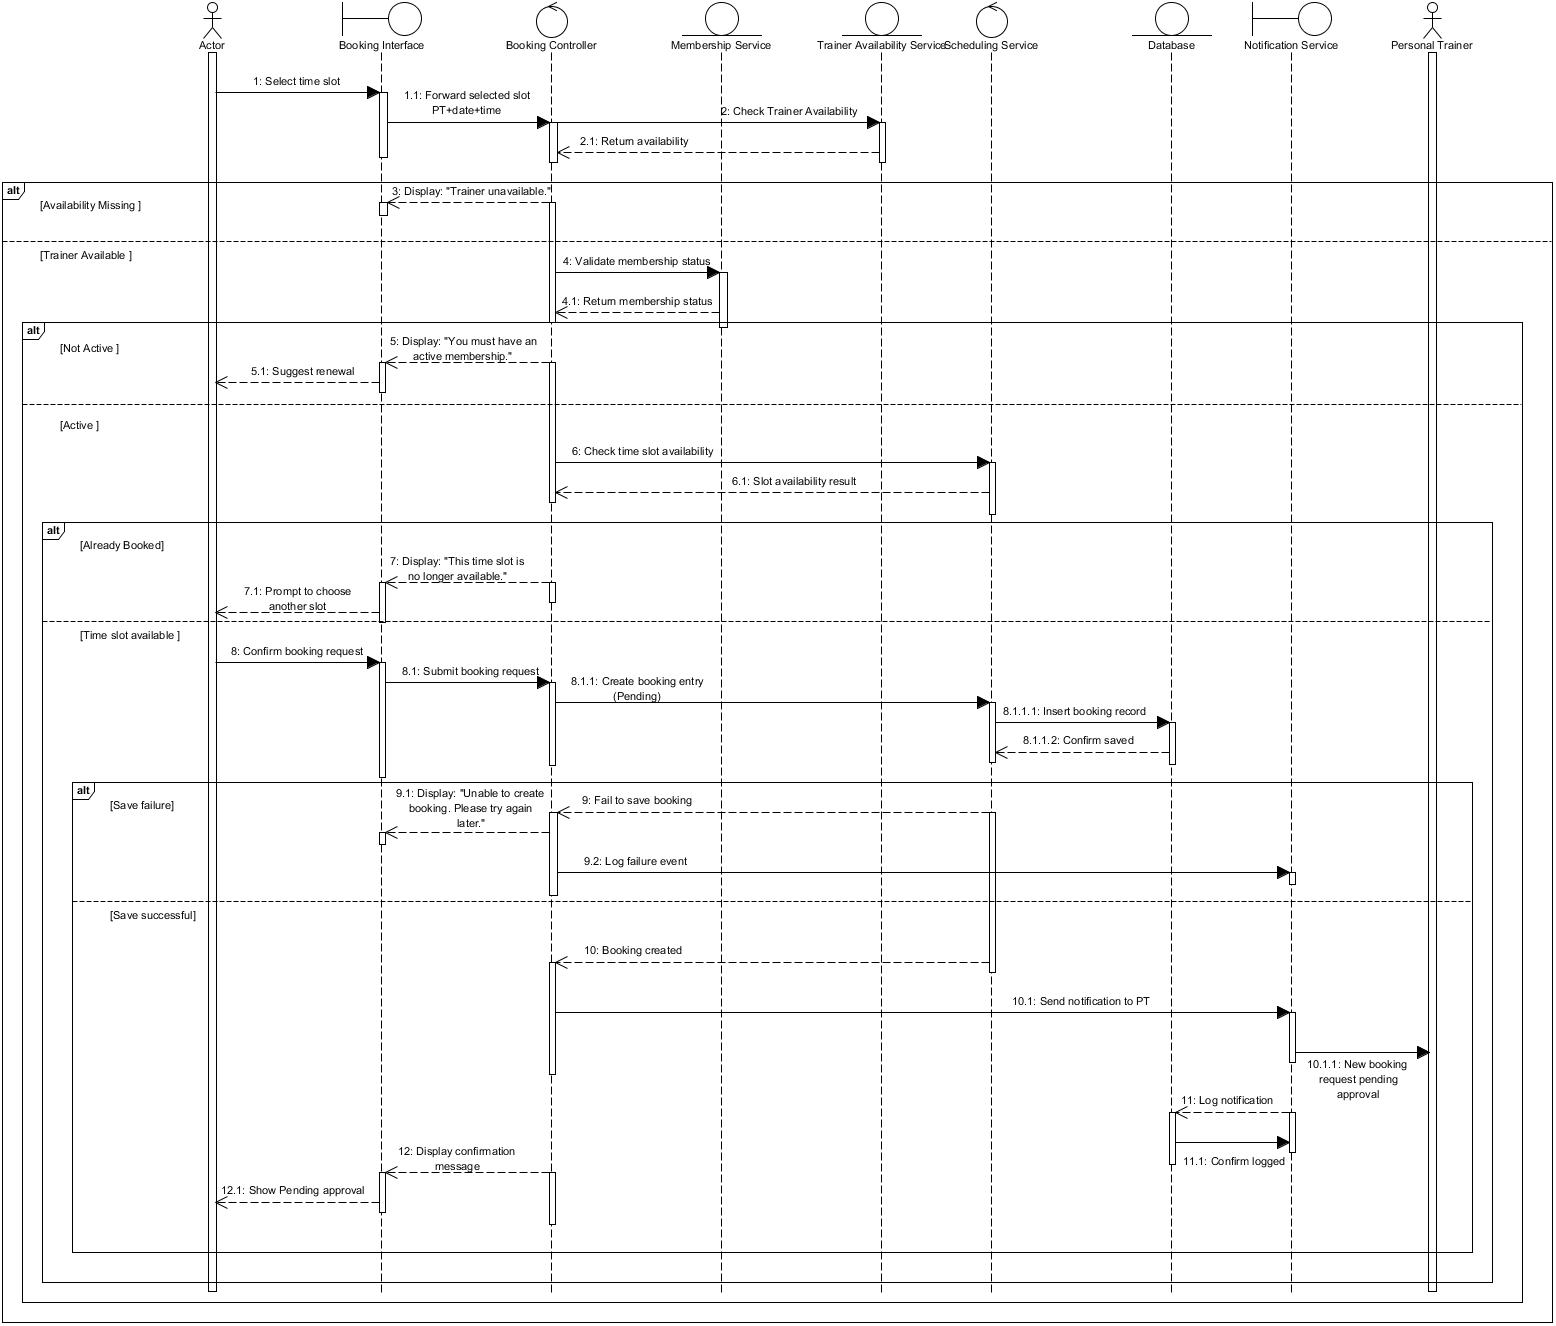 Actor
Booking Interface
Booking Controller
Membership Service
Trainer Availability Service
Scheduling Service
Database
Notification Service
Personal Trainer
1: Select time slot
1.1: Forward selected slot
PT+date+time
2: Check Trainer Availability
2.1: Return availability
alt
3: Display: "Trainer unavailable."
[Availability Missing ]
[Trainer Available ]
4: Validate membership status
4.1: Return membership status
alt
[Not Active ]
5: Display: "You must have an
active membership."
5.1: Suggest renewal
[Active ]
6: Check time slot availability
6.1: Slot availability result
alt
[Already Booked]
7: Display: "This time slot is
no longer available."
7.1: Prompt to choose
another slot
[Time slot available ]
8: Confirm booking request
8.1: Submit booking request
8.1.1: Create booking entry
(Pending)
8.1.1.1: Insert booking record
8.1.1.2: Confirm saved
alt
[Save failure]
9.1: Display: "Unable to create
booking. Please try again
later."
9: Fail to save booking
9.2: Log failure event
[Save successful]
10: Booking created
10.1: Send notification to PT
10.1.1: New booking
request pending
approval
11: Log notification
11.1: Confirm logged
12: Display confirmation
message
12.1: Show Pending approval